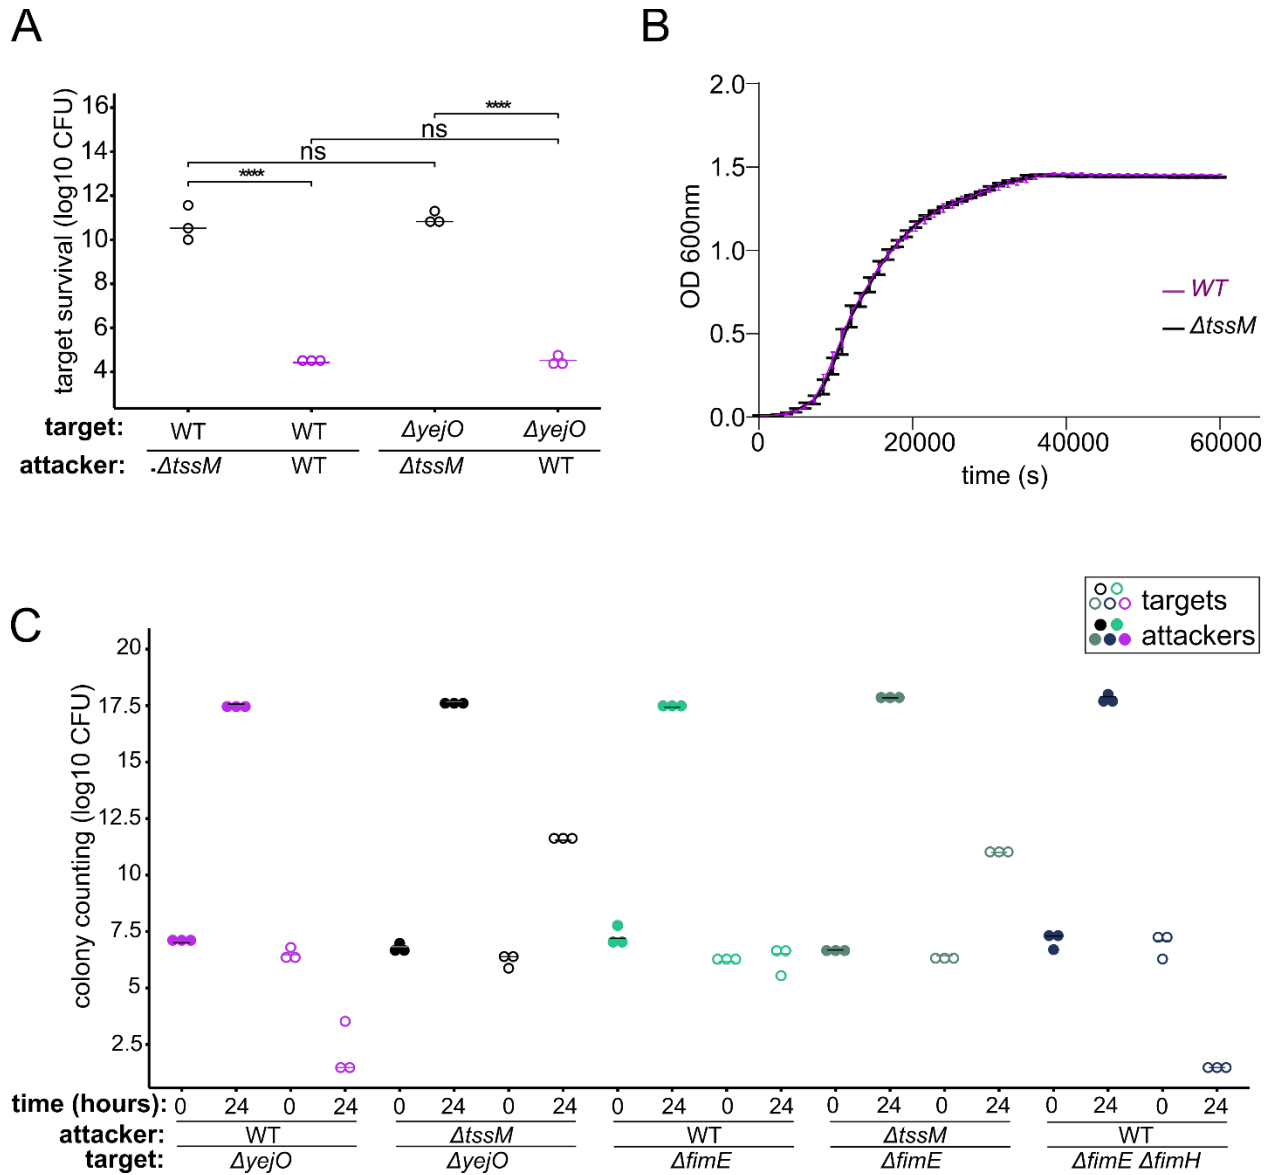 A
B
target survival (log10 CFU)
16
14
12
10
8
6
4
****
ns
ns
****
target: WT WT ΔyejO ΔyejO
attacker: .ΔtssM WT ΔtssM WT
OD 600nm
2.0
1.5
1.0
0.5
0.0
0 20000 40000 60000
time (s)
WT
ΔtssM
C
targets
attackers
colony counting (log10 CFU)
20
17.5
15
12.5
10
7.5
5
2.5
time (hours): 0 24 0 24 0 24 0 24 0 24 0 24 0 24 0 24 0 24 0 24
attacker: WT ΔtssM WT ΔtssM WT
target: ΔyejO ΔyejO ΔfimE ΔfimE ΔfimE ΔfimH